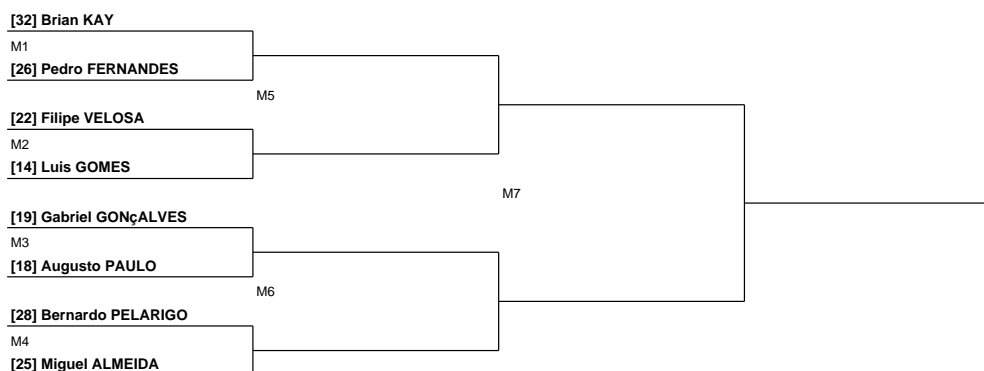 [32] Brian KAY
M1
[26] Pedro FERNANDES
M5
[22] Filipe VELOSA
M2
[14] Luis GOMES
M7
[19] Gabriel GONçALVES
M3
[18] Augusto PAULO
M6
[28] Bernardo PELARIGO
M4
[25] Miguel ALMEIDA